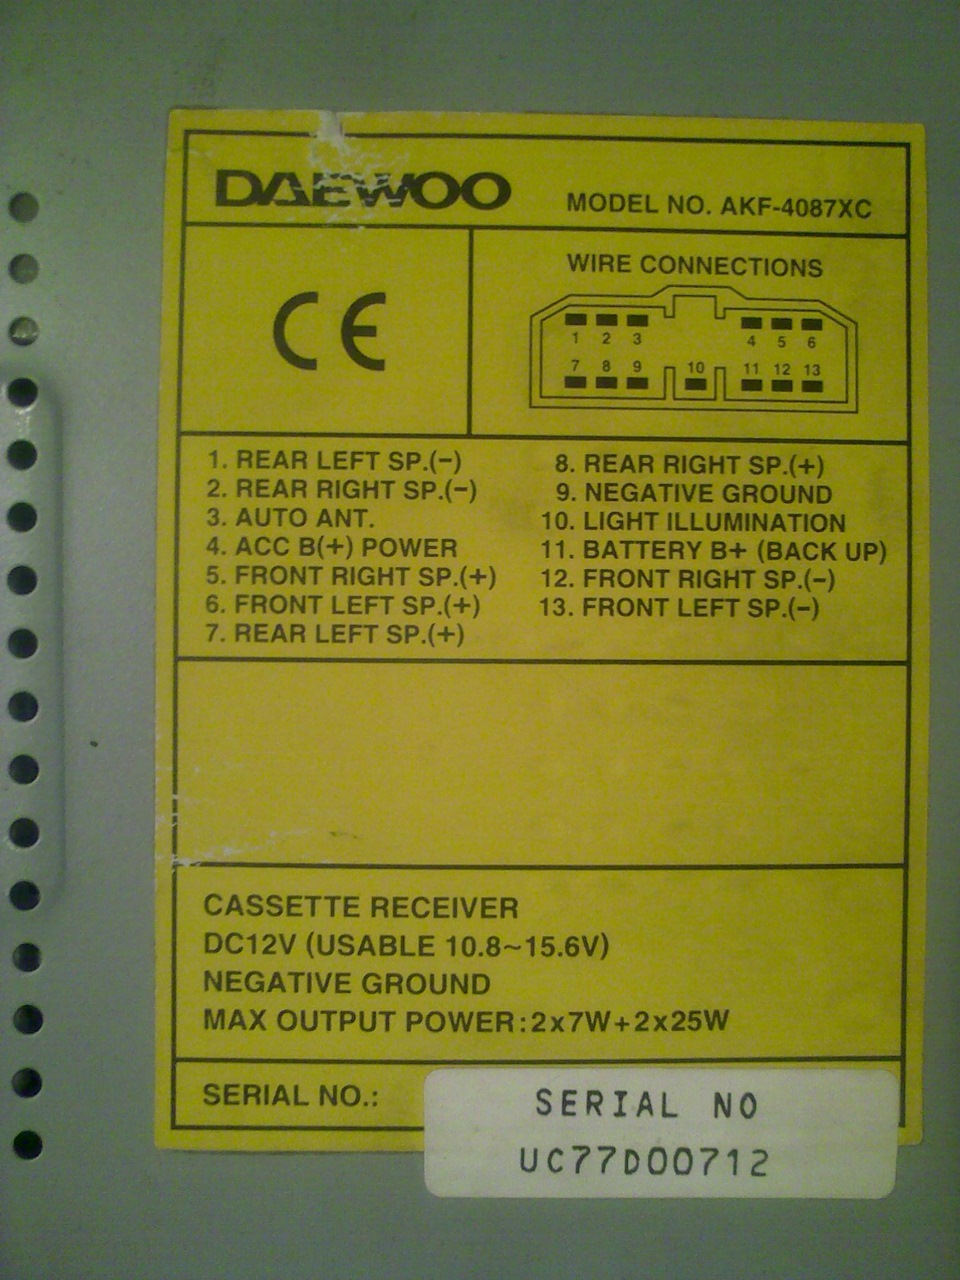 DAEWOO MODEL NO. AKF-4087XC
CE
WIRE CONNECTIONS
1 2 3 4 5 6
7 8 9 10 11 12 13
1. REAR LEFT SP.(−)
2. REAR RIGHT SP.(−)
3. AUTO ANT.
4. ACC B(+) POWER
5. FRONT RIGHT SP.(+)
6. FRONT LEFT SP.(+)
7. REAR LEFT SP.(+)
8. REAR RIGHT SP.(+)
9. NEGATIVE GROUND
10. LIGHT ILLUMINATION
11. BATTERY B+ (BACK UP)
12. FRONT RIGHT SP.(−)
13. FRONT LEFT SP.(−)
CASSETTE RECEIVER
DC12V (USABLE 10.8~15.6V)
NEGATIVE GROUND
MAX OUTPUT POWER:2x7W+2x25W
SERIAL NO.:
SERIAL NO
UC77D00712